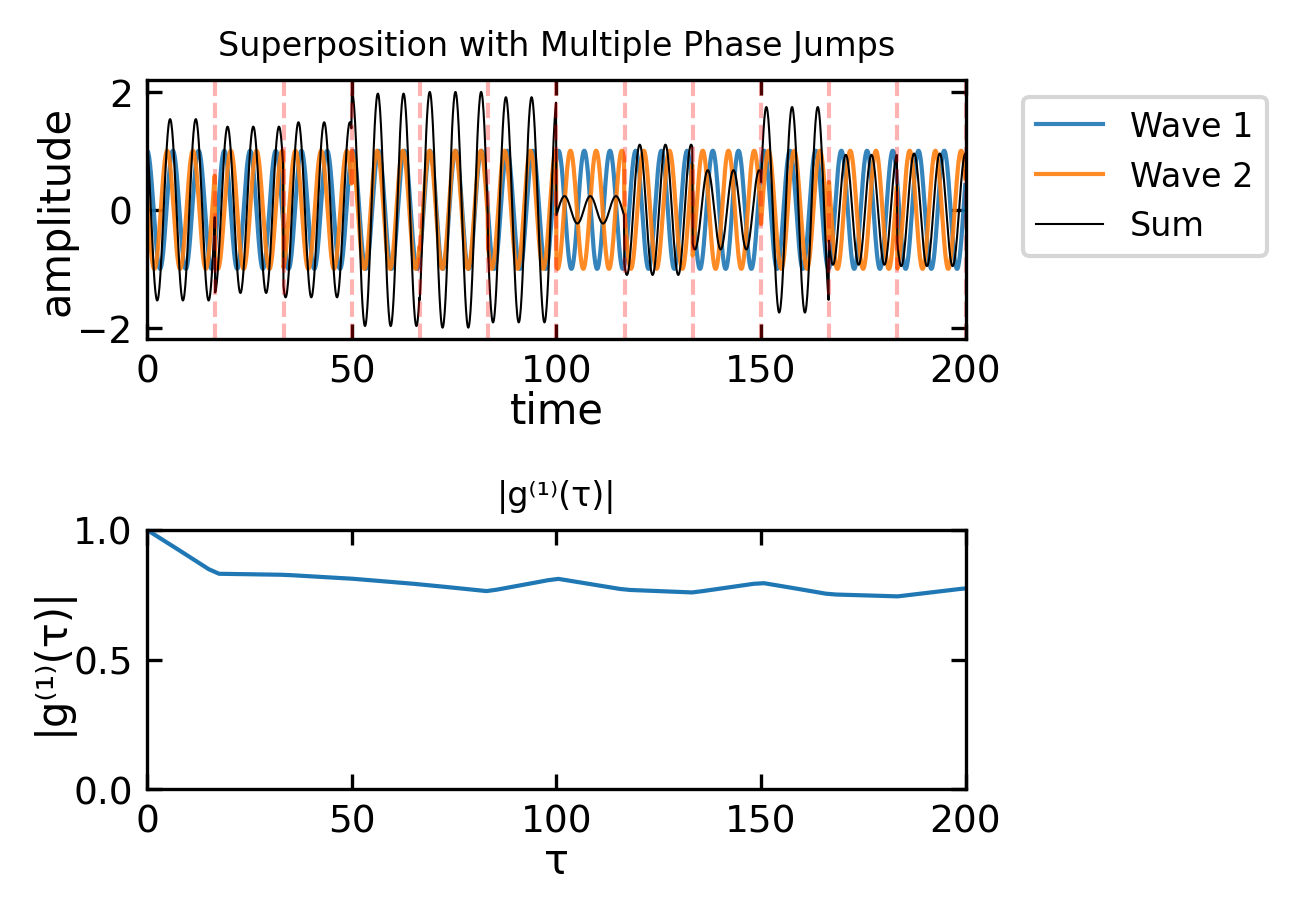 Superposition with Multiple Phase Jumps
amplitude
2
0
−2
0 50 100 150 200
time
Wave 1
Wave 2
Sum
|g⁽¹⁾(τ)|
|g⁽¹⁾(τ)|
1.0
0.5
0.0
0 50 100 150 200
τ